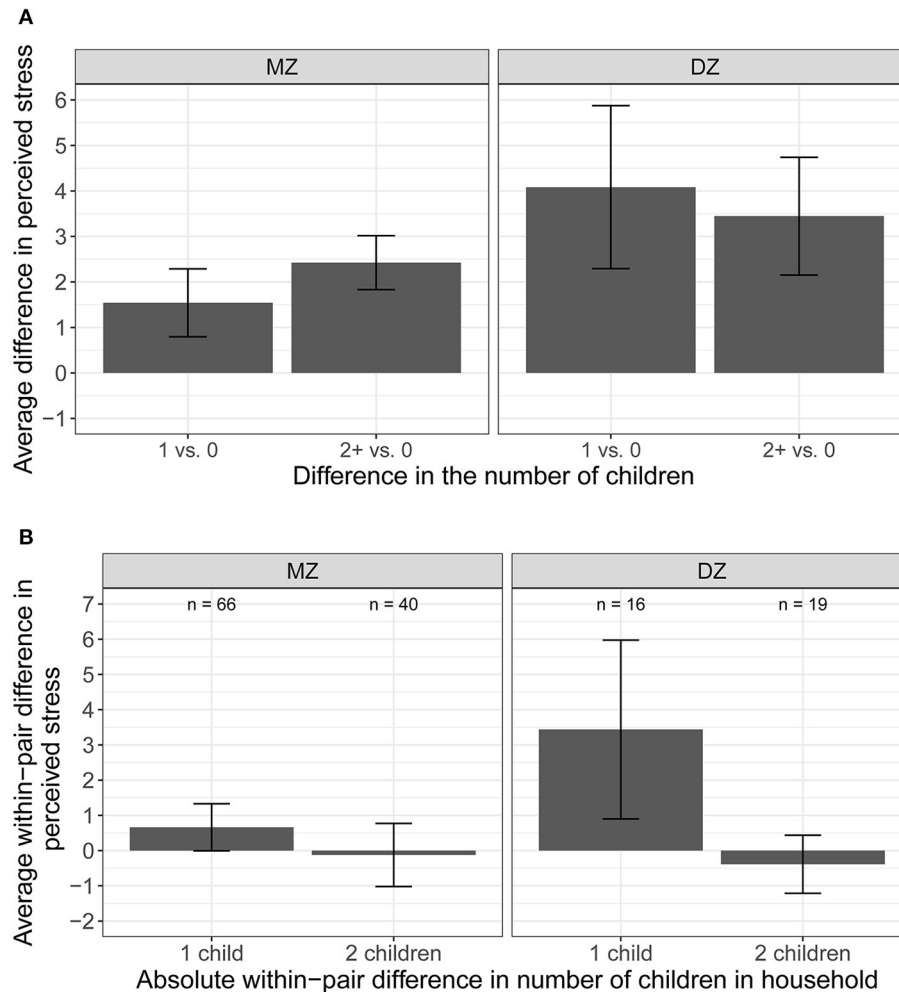 A
MZ
DZ
Average difference in perceived stress
6
5
4
3
2
1
0
−1
1 vs. 0
2+ vs. 0
1 vs. 0
2+ vs. 0
Difference in the number of children
B
MZ
DZ
Average within−pair difference in
perceived stress
7
6
5
4
3
2
1
0
−1
−2
n = 66
n = 40
n = 16
n = 19
1 child
2 children
1 child
2 children
Absolute within−pair difference in number of children in household